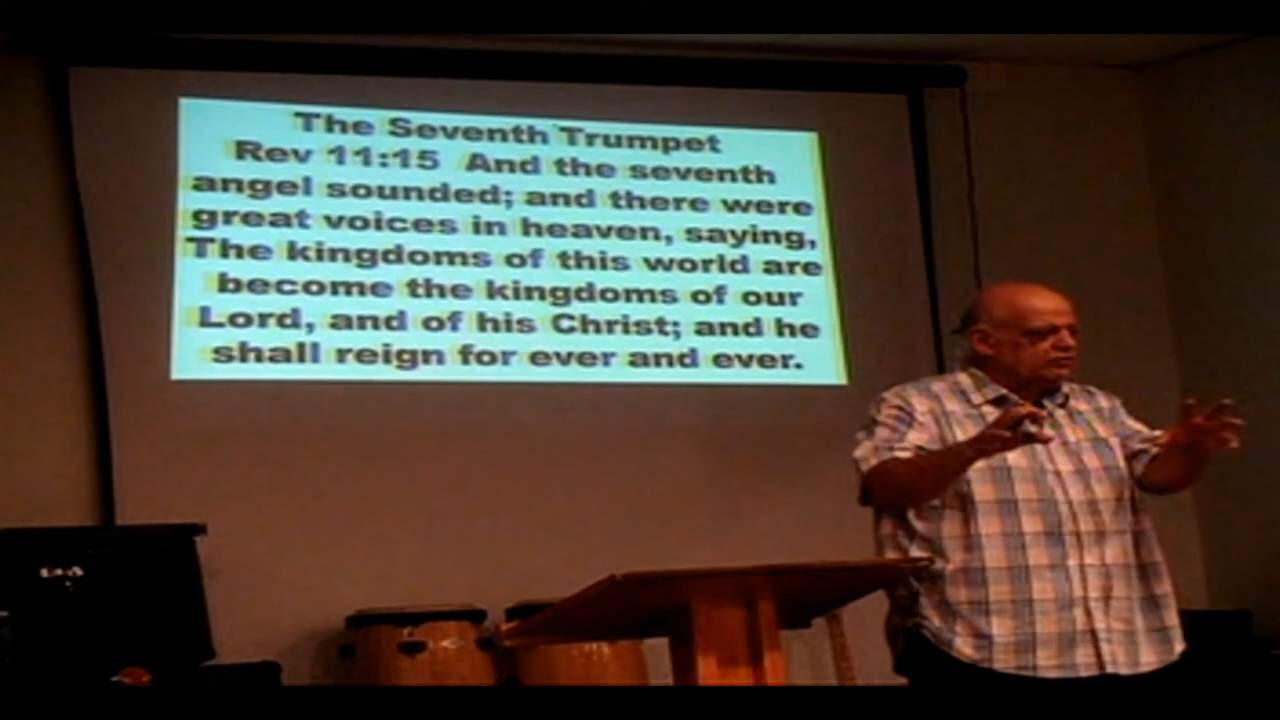 The Seventh Trumpet
Rev 11:15 And the seventh
angel sounded; and there were
great voices in heaven, saying,
The kingdoms of this world are
become the kingdoms of our
Lord, and of his Christ; and he
shall reign for ever and ever.